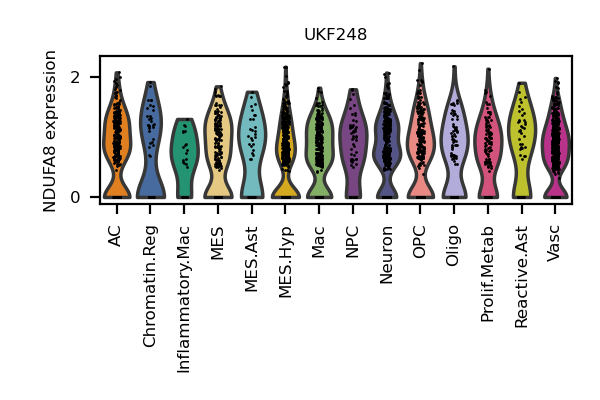 UKF248
NDUFA8 expression
2
0
AC
Chromatin.Reg
Inflammatory.Mac
MES
MES.Ast
MES.Hyp
Mac
NPC
Neuron
OPC
Oligo
Prolif.Metab
Reactive.Ast
Vasc